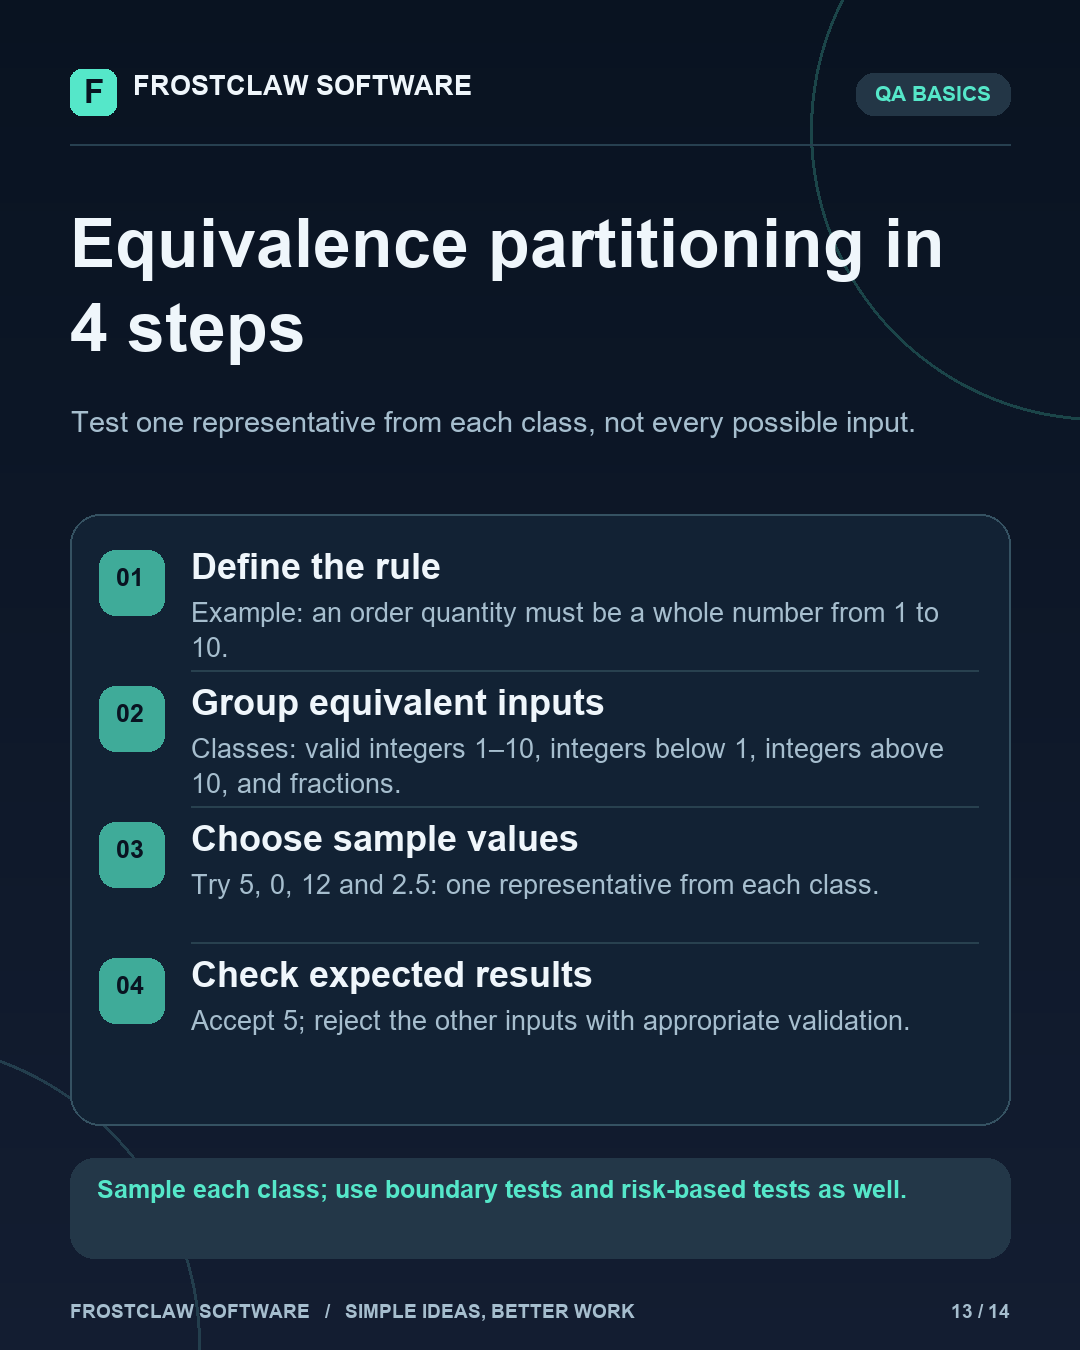 F FROSTCLAW SOFTWARE
QA BASICS
Equivalence partitioning in
4 steps
Test one representative from each class, not every possible input.
01
Define the rule
Example: an order quantity must be a whole number from 1 to
10.
02
Group equivalent inputs
Classes: valid integers 1–10, integers below 1, integers above
10, and fractions.
03
Choose sample values
Try 5, 0, 12 and 2.5: one representative from each class.
04
Check expected results
Accept 5; reject the other inputs with appropriate validation.
Sample each class; use boundary tests and risk-based tests as well.
FROSTCLAW SOFTWARE / SIMPLE IDEAS, BETTER WORK
13 / 14